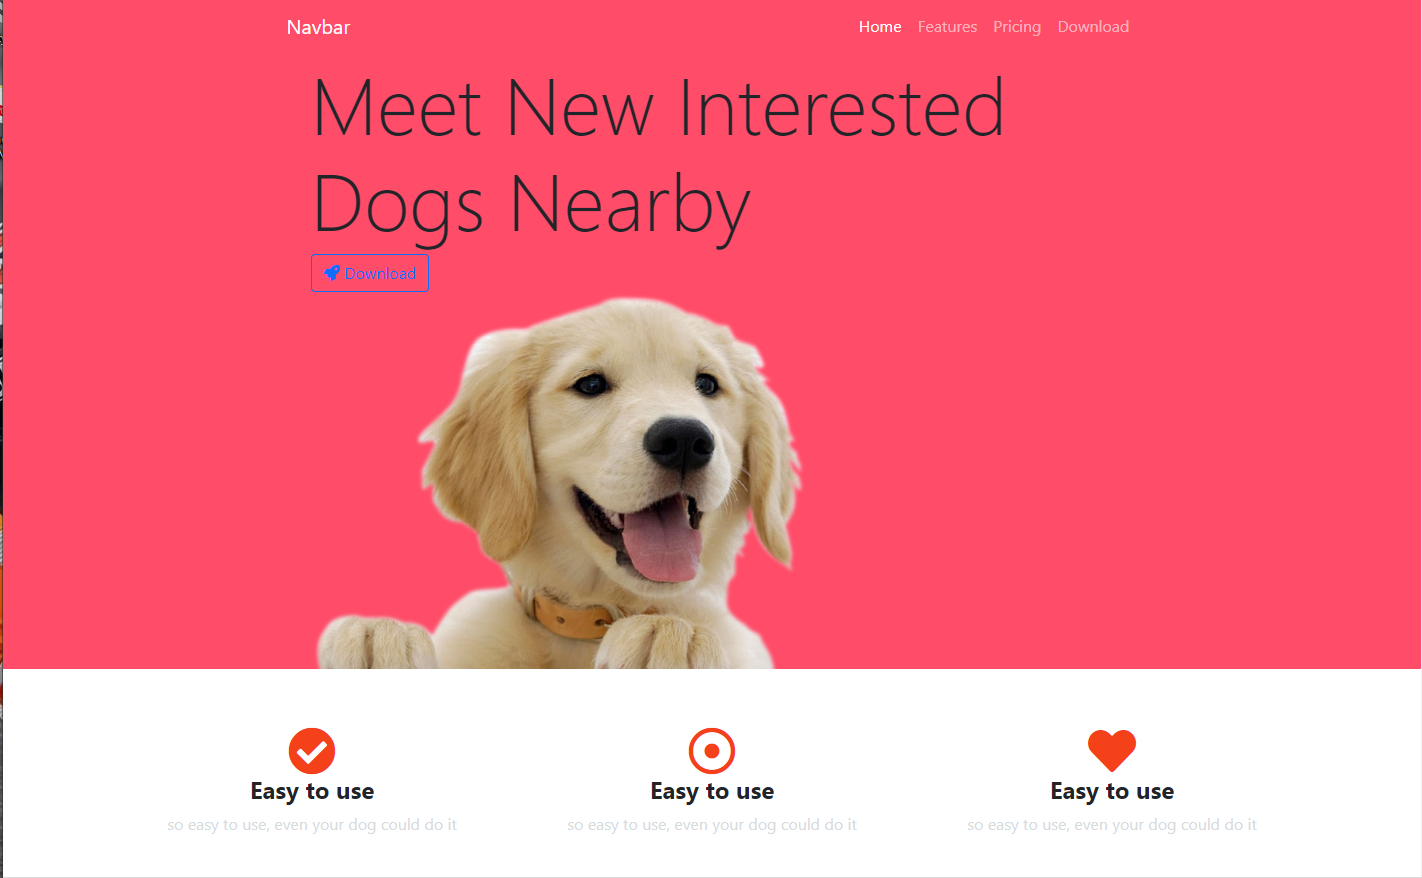 Navbar
Home Features Pricing Download
Meet New Interested
Dogs Nearby
Download
Easy to use
so easy to use, even your dog could do it
Easy to use
so easy to use, even your dog could do it
Easy to use
so easy to use, even your dog could do it